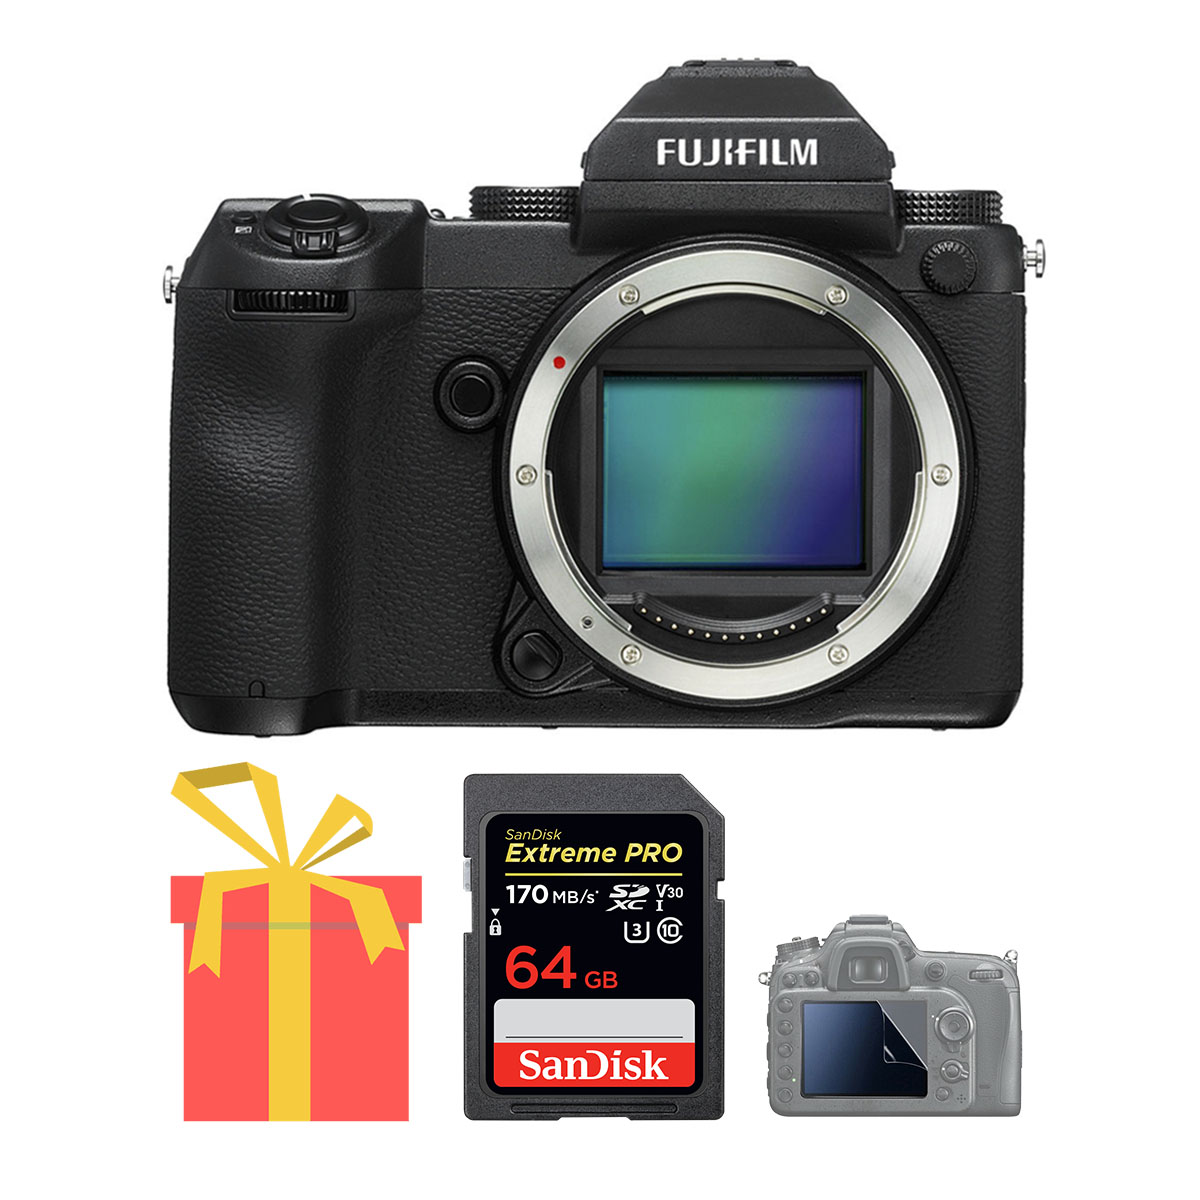 FUJIFILM
SanDisk
Extreme PRO
170 MB/s* SD XC V30 I
3 10
64 GB
SanDisk